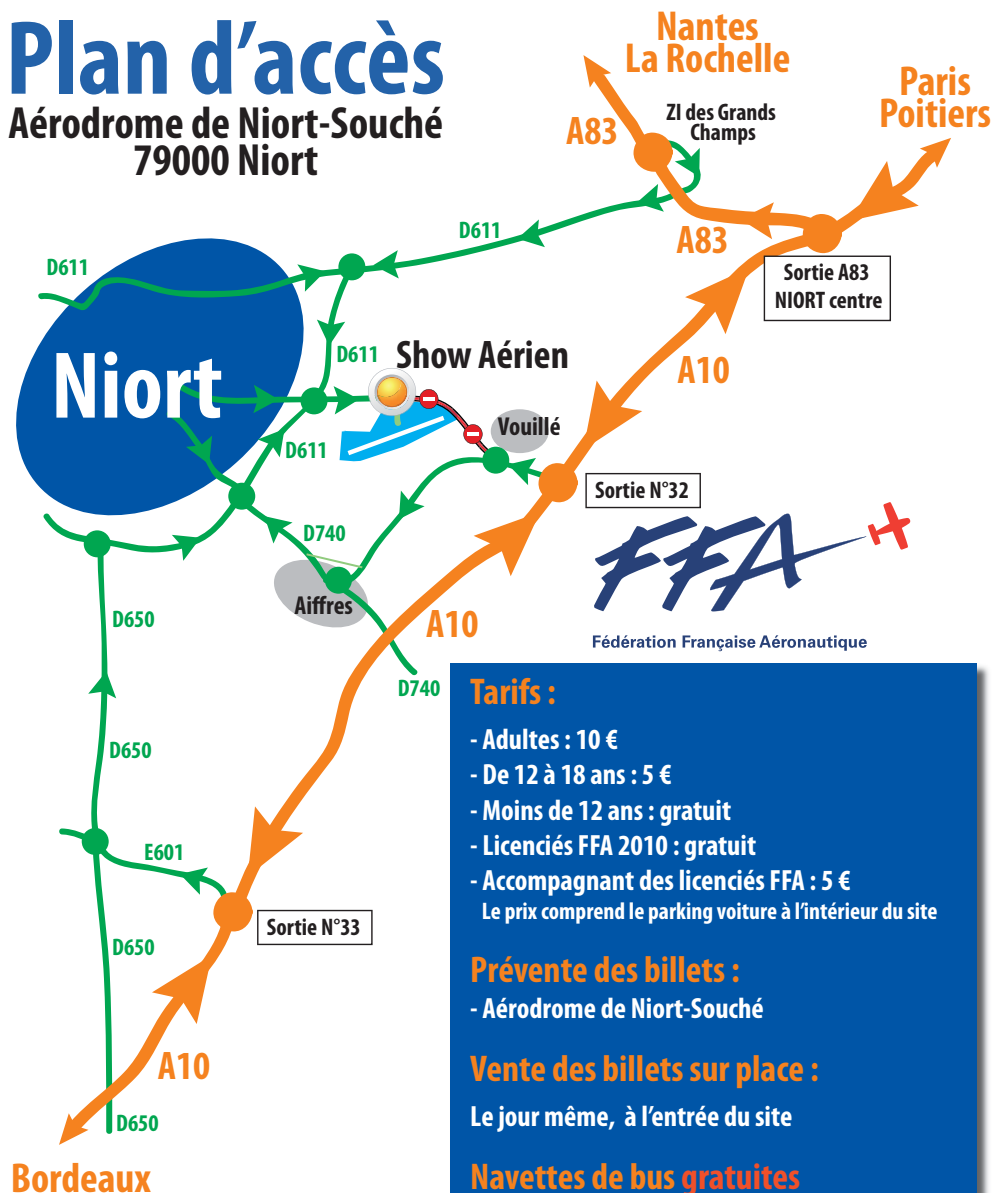 Plan d'accès
Aérodrome de Niort-Souché
79000 Niort
Nantes
La Rochelle
Paris
Poitiers
A83
ZI des Grands
Champs
D611
A83
D611
Sortie A83
NIORT centre
Niort
D611
Show Aérien
A10
Vouillé
D611
Sortie N°32
D740
FFA
Fédération Française Aéronautique
Aiffres
D650
A10
D740
D650
E601
Sortie N°33
D650
A10
D650
Bordeaux
Tarifs :
- Adultes : 10 €
- De 12 à 18 ans : 5 €
- Moins de 12 ans : gratuit
- Licenciés FFA 2010 : gratuit
- Accompagnant des licenciés FFA : 5 €
Le prix comprend le parking voiture à l'intérieur du site
Prévente des billets :
- Aérodrome de Niort-Souché
Vente des billets sur place :
Le jour même, à l'entrée du site
Navettes de bus gratuites